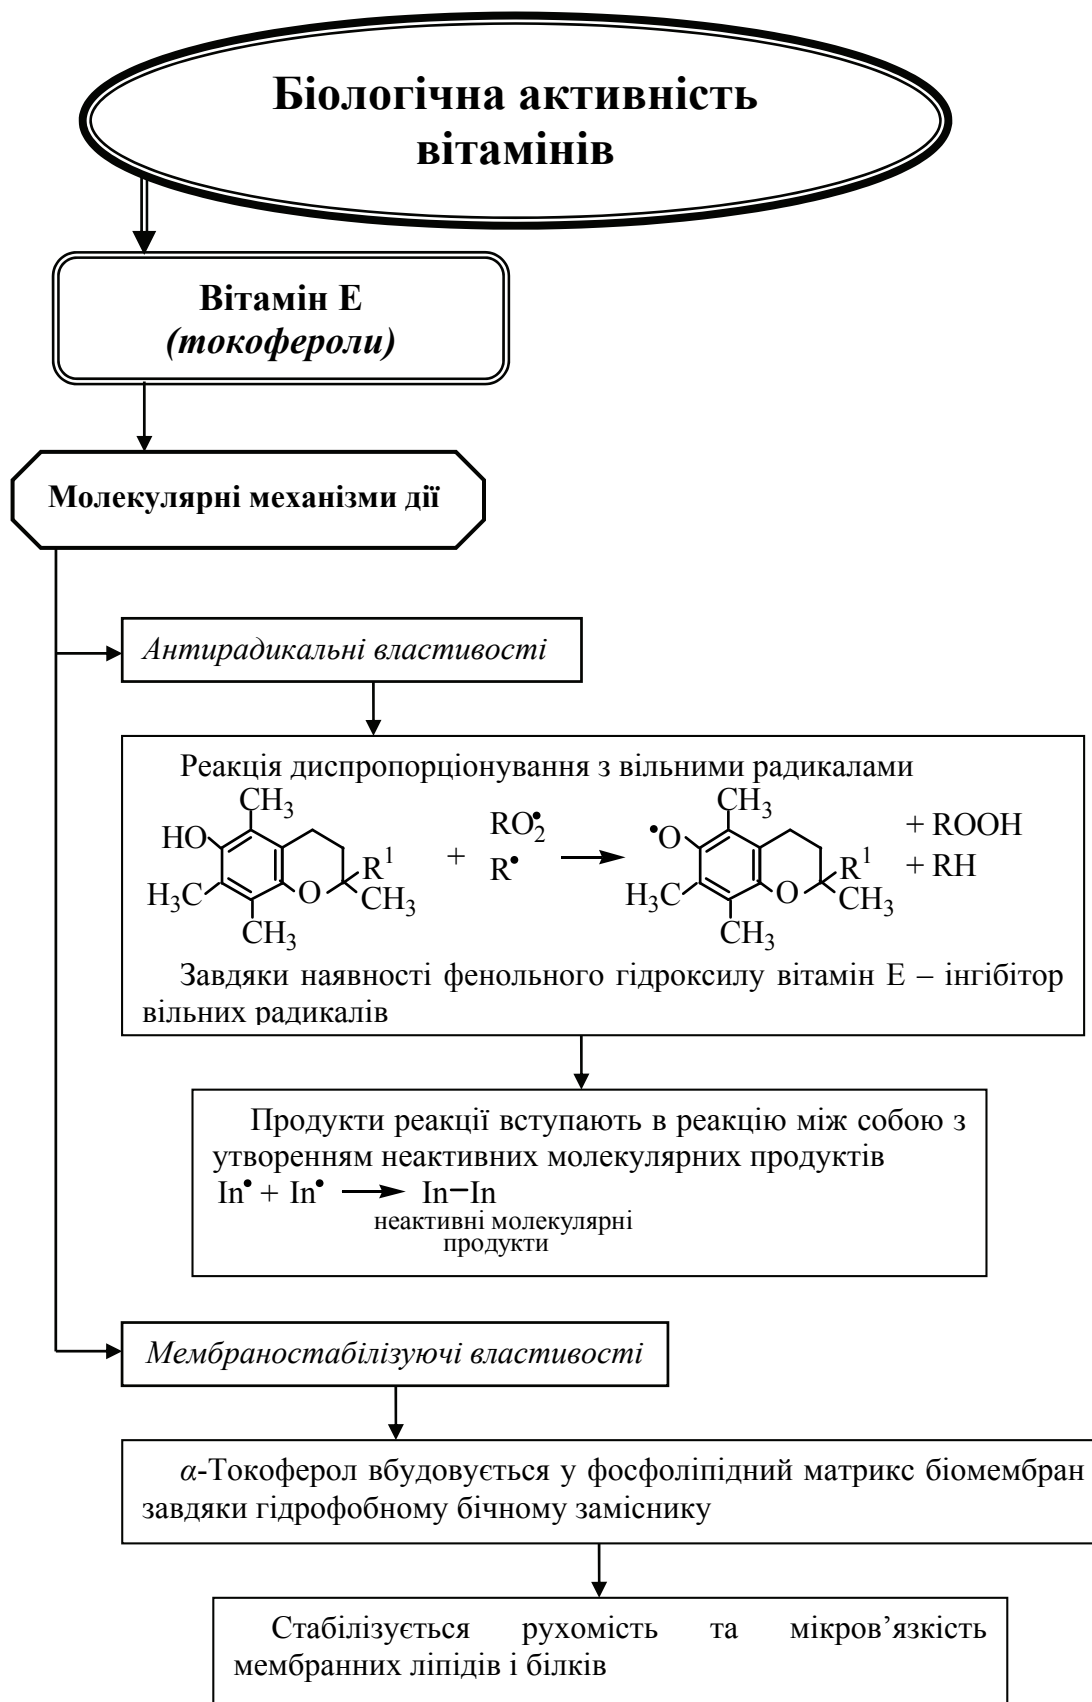 Біологічна активність
вітамінів
Вітамін Е
(токофероли)
Молекулярні механізми дії
Антирадикальні властивості
Реакція диспропорціонування з вільними радикалами
CH3 CH3
HO RO2• •O + ROOH
+ R• R1 R1 + RH
H3C O CH3 H3C O CH3
CH3 CH3
Завдяки наявності фенольного гідроксилу вітамін Е – інгібітор
вільних радикалів
Продукти реакції вступають в реакцію між собою з
утворенням неактивних молекулярних продуктів
In• + In• → In–In
неактивні молекулярні
продукти
Мембраностабілізуючі властивості
α-Токоферол вбудовується у фосфоліпідний матрикс біомембран
завдяки гідрофобному бічному заміснику
Стабілізується рухомість та мікров’язкість
мембранних ліпідів і білків